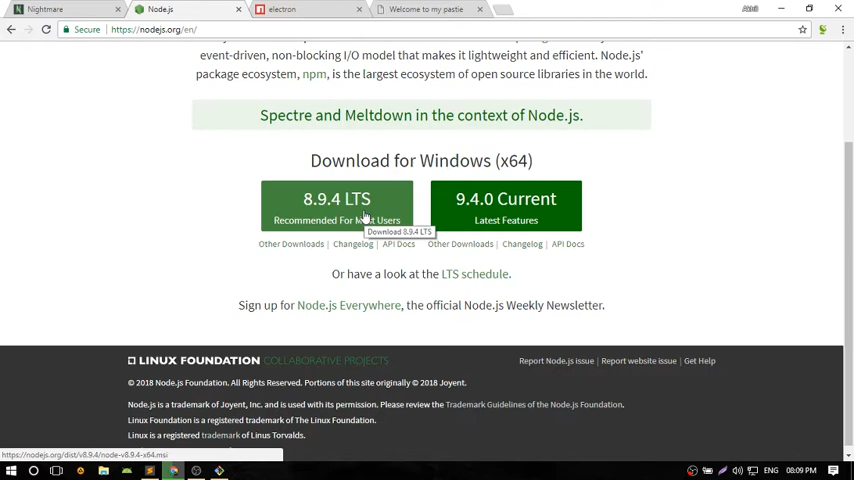 Nightmare
Node.js
electron
Welcome to my pastie
Secure
https://nodejs.org/en/
event-driven, non-blocking I/O model that makes it lightweight and efficient. Node.js'
package ecosystem, npm, is the largest ecosystem of open source libraries in the world.
Spectre and Meltdown in the context of Node.js.
Download for Windows (x64)
8.9.4 LTS
Recommended For Most Users
9.4.0 Current
Latest Features
Download 8.9.4 LTS
Other Downloads | Changelog | API Docs
Other Downloads | Changelog | API Docs
Or have a look at the LTS schedule.
Sign up for Node.js Everywhere, the official Node.js Weekly Newsletter.
LINUX FOUNDATION COLLABORATIVE PROJECTS
Report Node.js issue | Report website issue | Get Help
© 2018 Node.js Foundation. All Rights Reserved. Portions of this site originally © 2018 Joyent.
Node.js is a trademark of Joyent, Inc. and is used with its permission. Please review the Trademark Guidelines of the Node.js Foundation.
Linux Foundation is a registered trademark of The Linux Foundation.
Linux is a registered trademark of Linus Torvalds.
https://nodejs.org/dist/v8.9.4/node-v8.9.4-x64.msi
ENG
08:09 PM